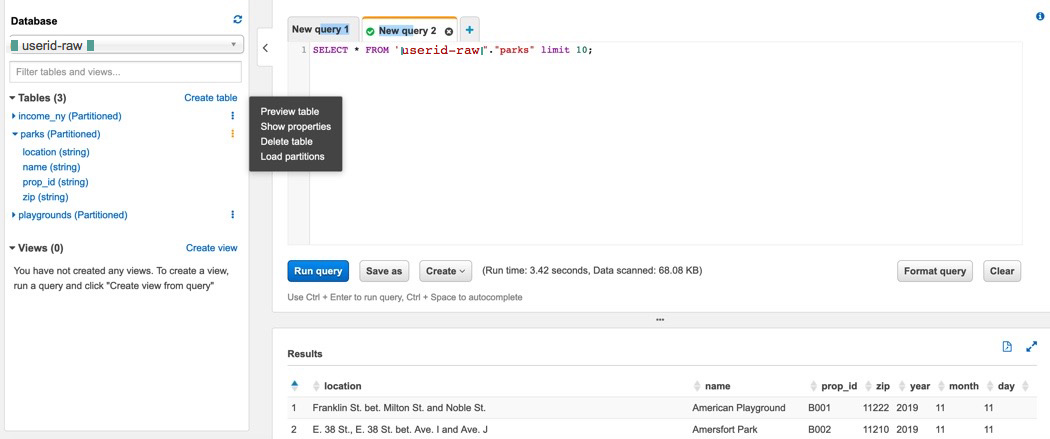 Database
userid-raw
Filter tables and views...
Tables (3) Create table
income_ny (Partitioned)
parks (Partitioned)
location (string)
name (string)
prop_id (string)
zip (string)
playgrounds (Partitioned)
Views (0) Create view
You have not created any views. To create a view,
run a query and click "Create view from query"
Preview table
Show properties
Delete table
Load partitions
New query 1 New query 2 +
1 SELECT * FROM "userid-raw"."parks" limit 10;
Run query Save as Create (Run time: 3.42 seconds, Data scanned: 68.08 KB) Format query Clear
Use Ctrl + Enter to run query, Ctrl + Space to autocomplete
Results
location name prop_id zip year month day
1 Franklin St. bet. Milton St. and Noble St. American Playground B001 11222 2019 11 11
2 E. 38 St., E. 38 St. bet. Ave. I and Ave. J Amersfort Park B002 11210 2019 11 11